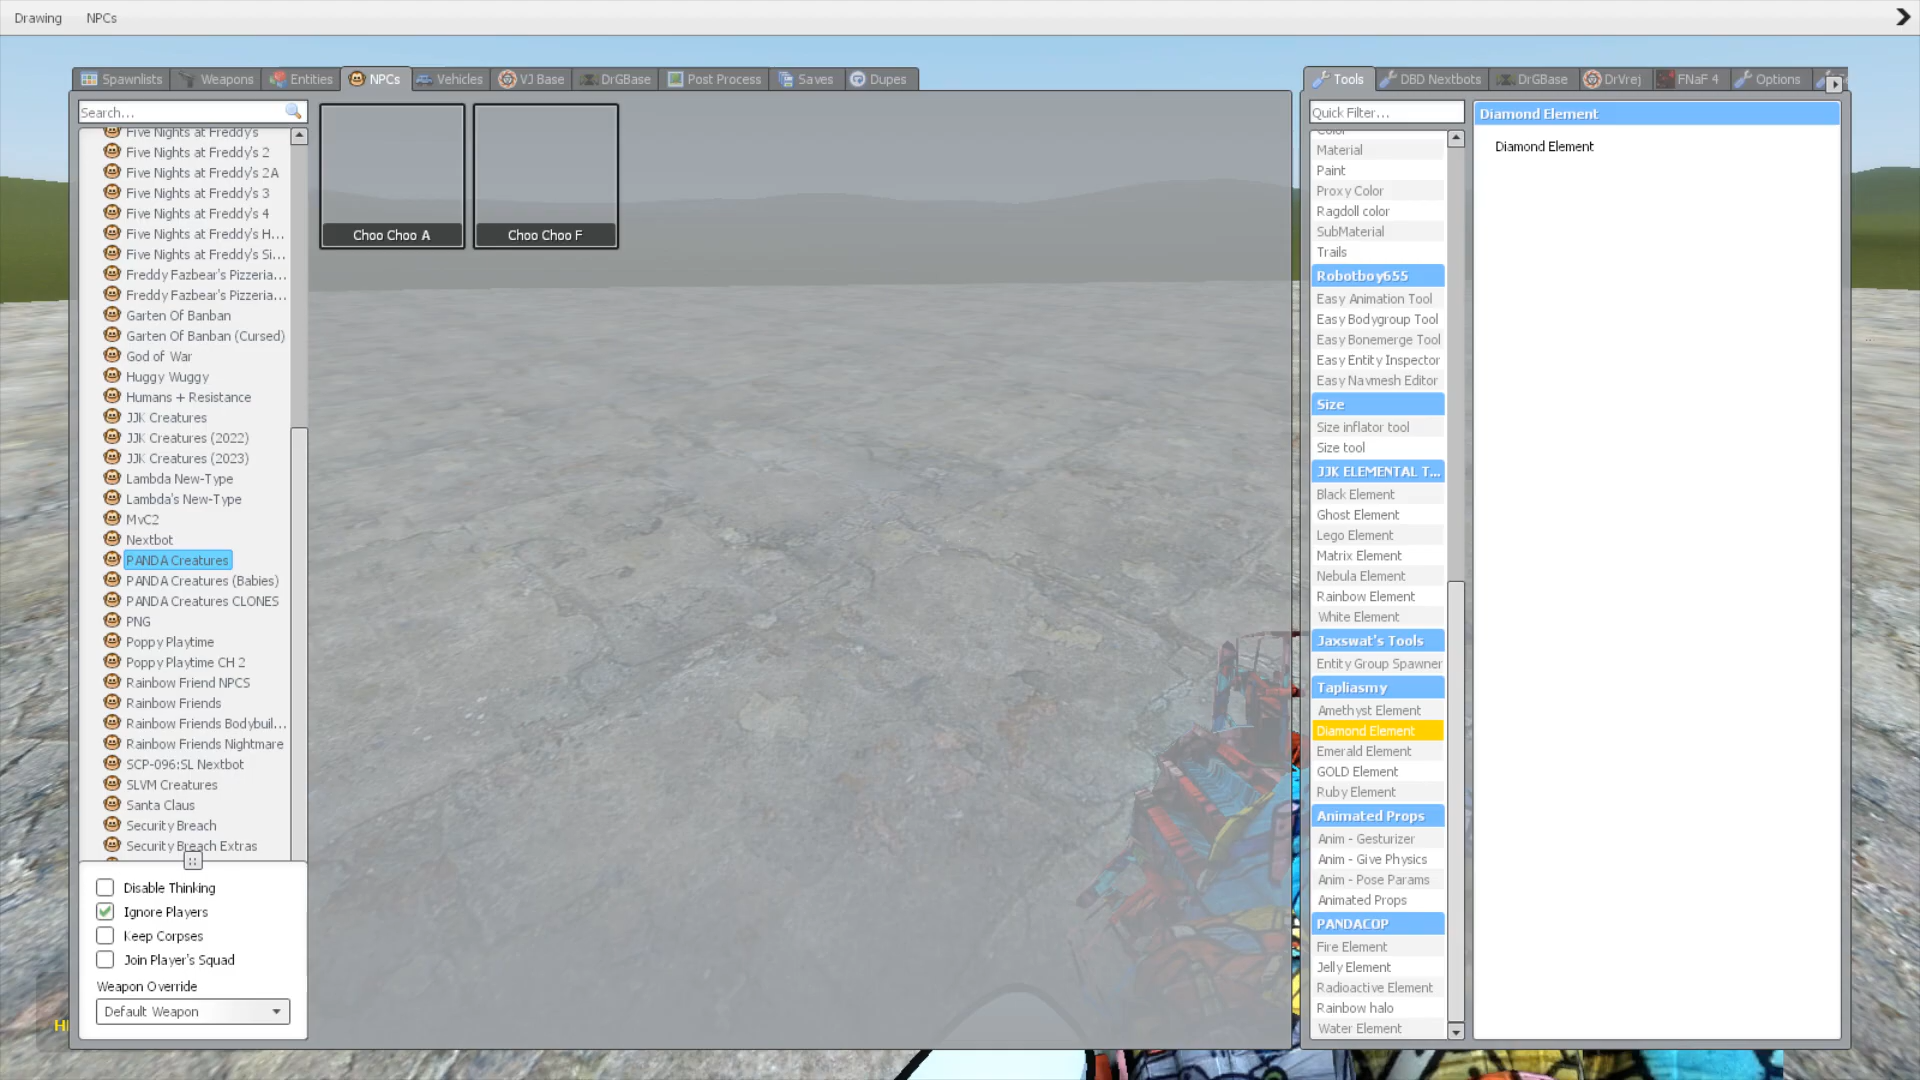 Drawing NPCs
Spawnlists Weapons Entities NPCs Vehicles VJ Base DrGBase Post Process Saves Dupes
Search...
Five Nights at Freddy's
Five Nights at Freddy's 2
Five Nights at Freddy's 2A
Five Nights at Freddy's 3
Five Nights at Freddy's 4
Five Nights at Freddy's H...
Five Nights at Freddy's Si...
Freddy Fazbear's Pizzeria...
Freddy Fazbear's Pizzeria...
Garten Of Banban
Garten Of Banban (Cursed)
God of War
Huggy Wuggy
Humans + Resistance
JJK Creatures
JJK Creatures (2022)
JJK Creatures (2023)
Lambda New-Type
Lambda's New-Type
MvC2
Nextbot
PANDA Creatures
PANDA Creatures (Babies)
PANDA Creatures CLONES
PNG
Poppy Playtime
Poppy Playtime CH 2
Rainbow Friend NPCS
Rainbow Friends
Rainbow Friends Bodybuil...
Rainbow Friends Nightmare
SCP-096:SL Nextbot
SLVM Creatures
Santa Claus
Security Breach
Security Breach Extras
Disable Thinking
Ignore Players
Keep Corpses
Join Player's Squad
Weapon Override
Default Weapon
Choo Choo A
Choo Choo F
Tools DBD Nextbots DrGBase DrVrej FNaF 4 Options
Quick Filter...
Color
Material
Paint
Proxy Color
Ragdoll color
SubMaterial
Trails
Robotboy655
Easy Animation Tool
Easy Bodygroup Tool
Easy Bonemerge Tool
Easy Entity Inspector
Easy Navmesh Editor
Size
Size inflator tool
Size tool
JJK ELEMENTAL T...
Black Element
Ghost Element
Lego Element
Matrix Element
Nebula Element
Rainbow Element
White Element
Jaxswat's Tools
Entity Group Spawner
Tapliasmy
Amethyst Element
Diamond Element
Emerald Element
GOLD Element
Ruby Element
Animated Props
Anim - Gesturizer
Anim - Give Physics
Anim - Pose Params
Animated Props
PANDACOP
Fire Element
Jelly Element
Radioactive Element
Rainbow halo
Water Element
Diamond Element
Diamond Element